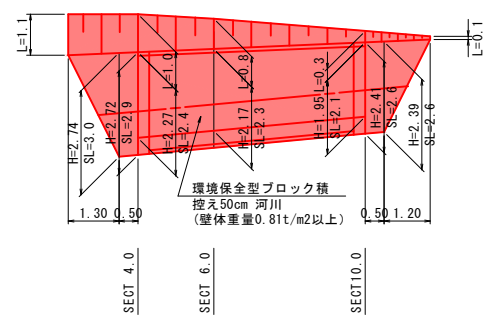 L=1.1
L=1.0
L=0.8
L=0.3
L=0.1
H=2.74
SL=3.0
H=2.72
SL=2.9
H=2.27
SL=2.4
H=2.17
SL=2.3
H=1.95
SL=2.1
H=2.41
SL=2.6
H=2.39
SL=2.6
環境保全型ブロック積
控え50cm 河川
(壁体重量0.81t/m2以上)
1.30
0.50
0.50
1.20
SECT 4.0
SECT 6.0
SECT10.0